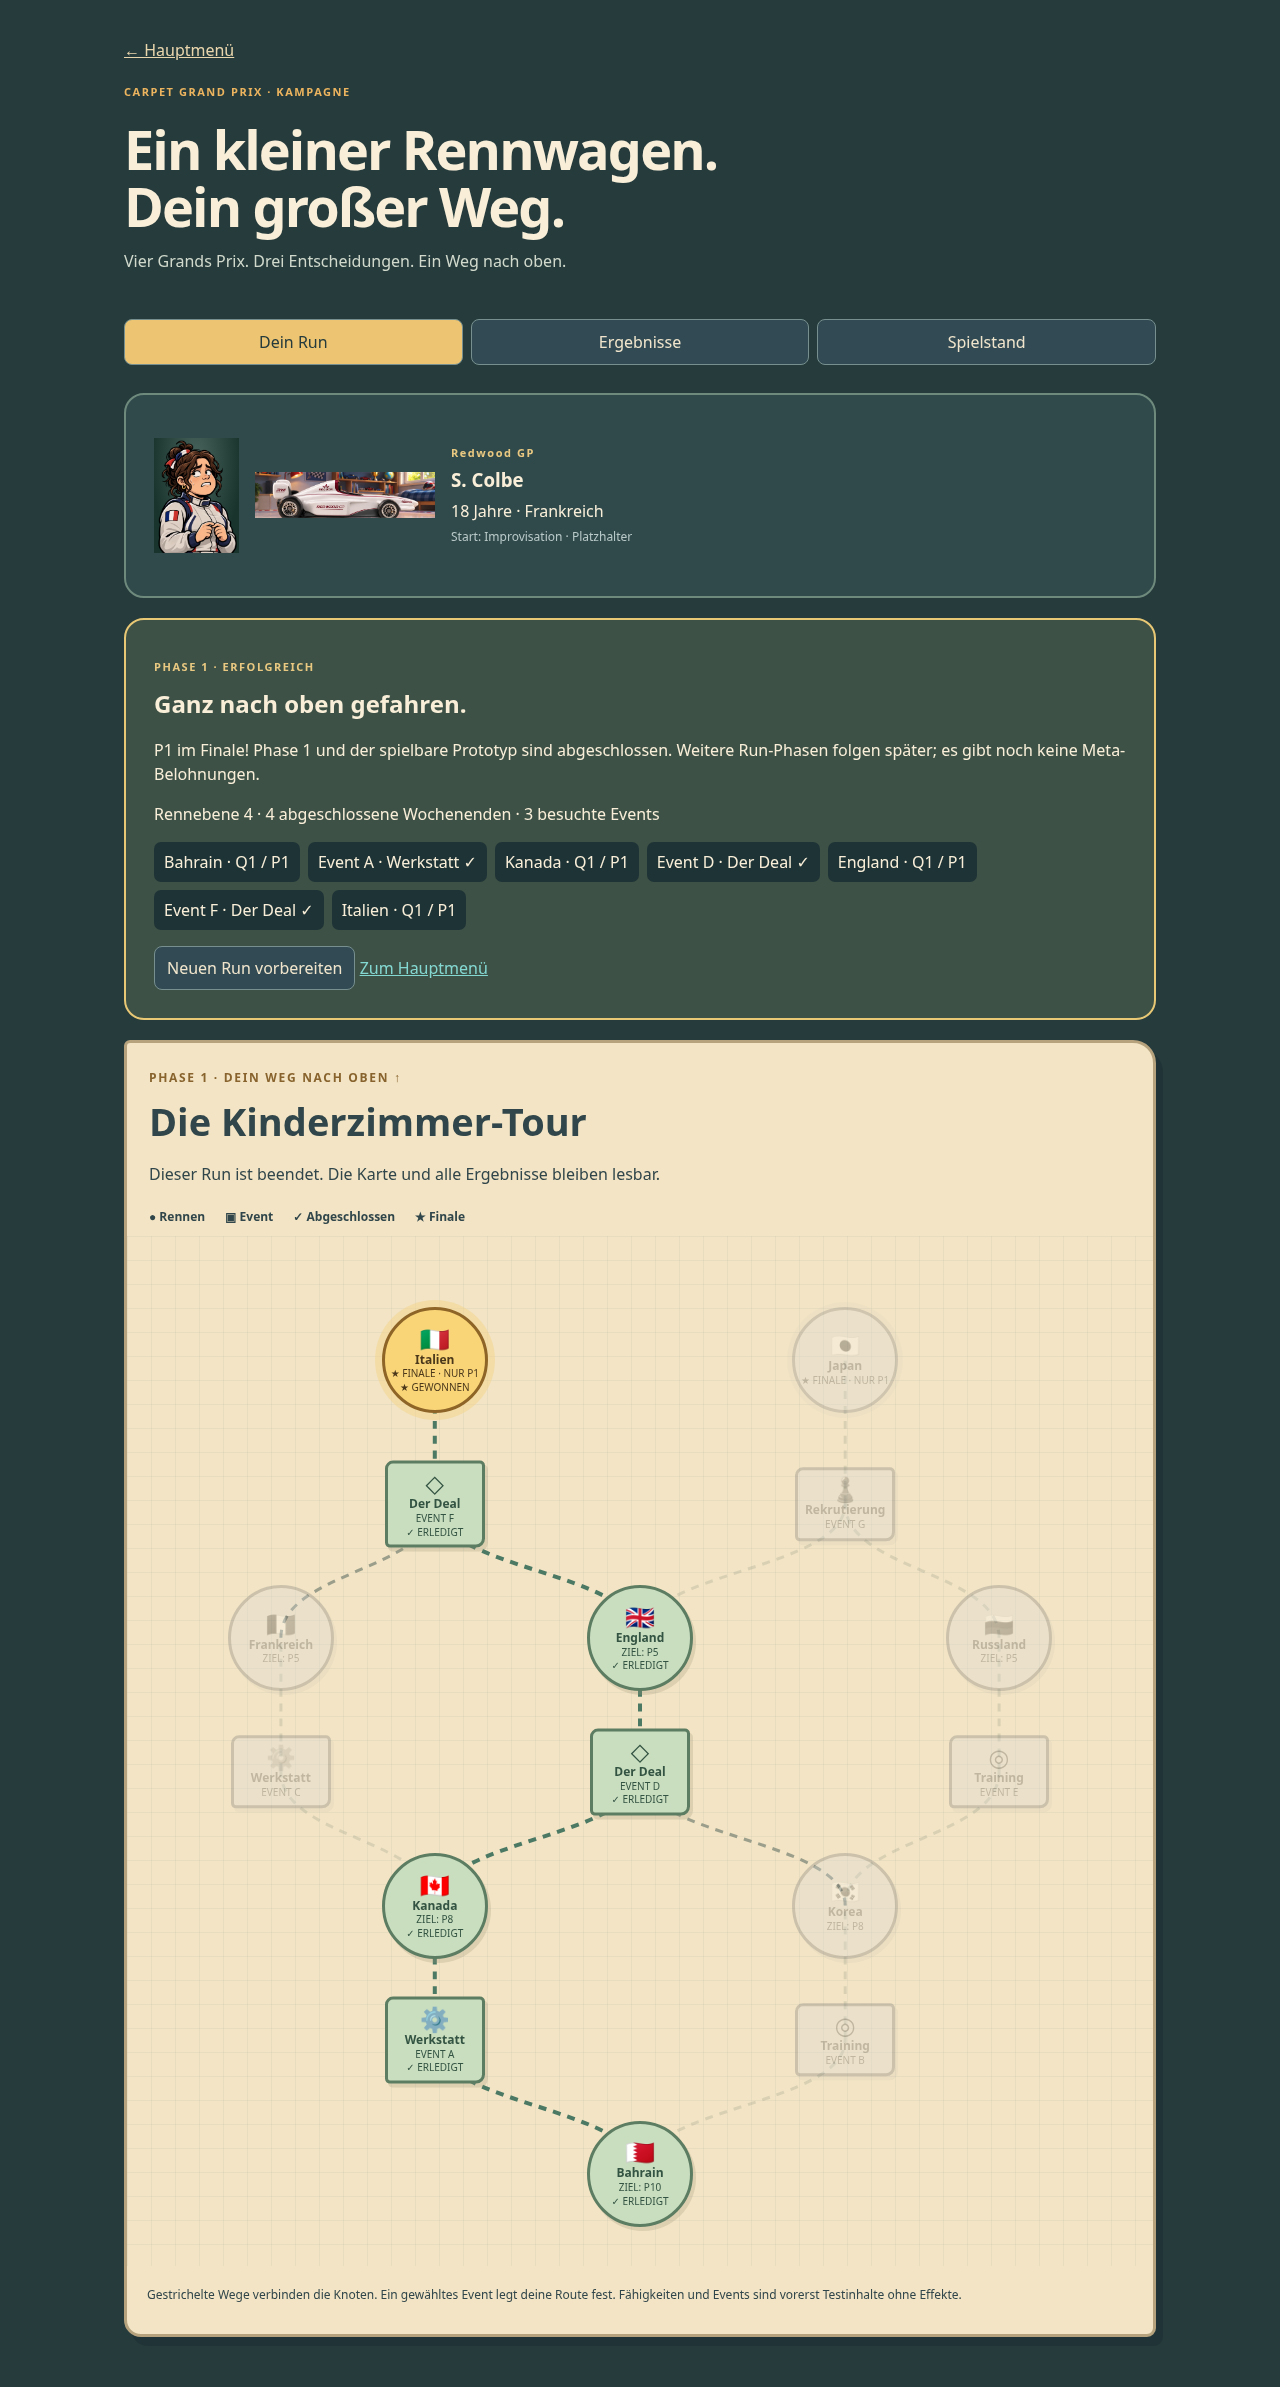 ← Hauptmenü
CARPET GRAND PRIX · KAMPAGNE
Ein kleiner Rennwagen.
Dein großer Weg.
Vier Grands Prix. Drei Entscheidungen. Ein Weg nach oben.
Dein Run
Ergebnisse
Spielstand
Redwood GP
S. Colbe
18 Jahre · Frankreich
Start: Improvisation · Platzhalter
PHASE 1 · ERFOLGREICH
Ganz nach oben gefahren.
P1 im Finale! Phase 1 und der spielbare Prototyp sind abgeschlossen. Weitere Run-Phasen folgen später; es gibt noch keine Meta-
Belohnungen.
Rennebene 4 · 4 abgeschlossene Wochenenden · 3 besuchte Events
Bahrain · Q1 / P1
Event A · Werkstatt ✓
Kanada · Q1 / P1
Event D · Der Deal ✓
England · Q1 / P1
Event F · Der Deal ✓
Italien · Q1 / P1
Neuen Run vorbereiten
Zum Hauptmenü
PHASE 1 · DEIN WEG NACH OBEN ↑
Die Kinderzimmer-Tour
Dieser Run ist beendet. Die Karte und alle Ergebnisse bleiben lesbar.
● Rennen
▣ Event
✓ Abgeschlossen
★ Finale
Italien
★ FINALE · NUR P1
★ GEWONNEN
Japan
★ FINALE · NUR P1
Der Deal
EVENT F
✓ ERLEDIGT
Rekrutierung
EVENT G
Frankreich
ZIEL: P5
England
ZIEL: P5
✓ ERLEDIGT
Russland
ZIEL: P5
Werkstatt
EVENT C
Der Deal
EVENT D
✓ ERLEDIGT
Training
EVENT E
Kanada
ZIEL: P8
✓ ERLEDIGT
Korea
ZIEL: P8
Werkstatt
EVENT A
✓ ERLEDIGT
Training
EVENT B
Bahrain
ZIEL: P10
✓ ERLEDIGT
Gestrichelte Wege verbinden die Knoten. Ein gewähltes Event legt deine Route fest. Fähigkeiten und Events sind vorerst Testinhalte ohne Effekte.